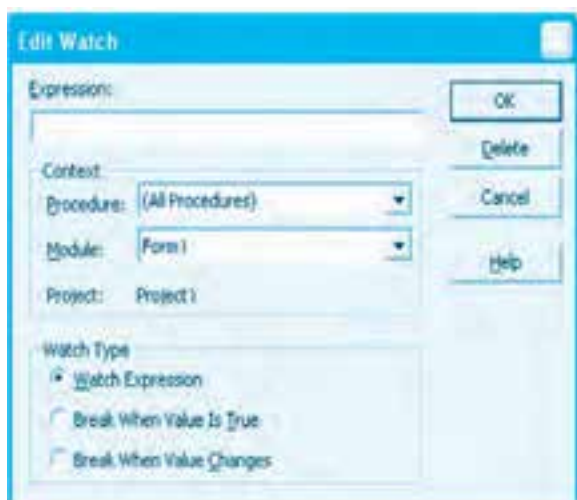 Edit Watch
Expression:
OK
Delete
Cancel
Help
Context
Procedure: (All Procedures)
Module: Form1
Project: Project1
Watch Type
Watch Expression
Break When Value Is True
Break When Value Changes